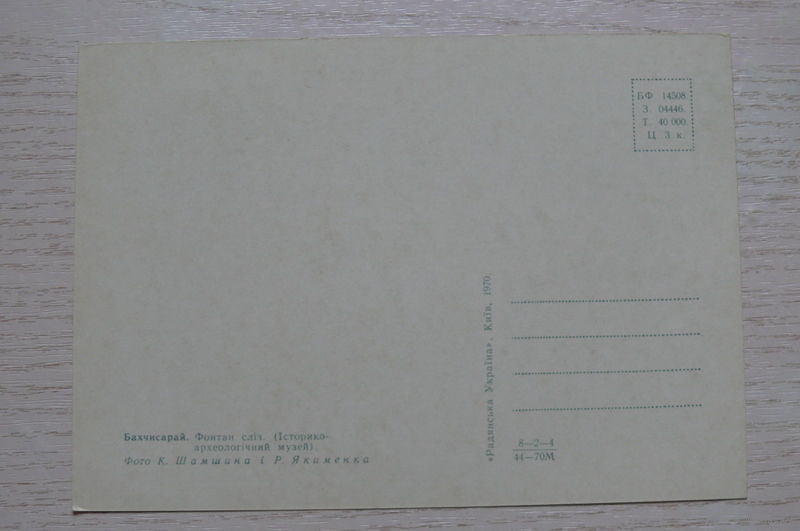 БФ 14508.
З. 04446.
Т. 40 000.
Ц. 3 к.
«Радянська Україна», Київ, 1970.
Бахчисарай. Фонтан сліз. (Історико-
археологічний музей).
Фото К. Шамшина і Р. Якименка
8—2—4
44—70М